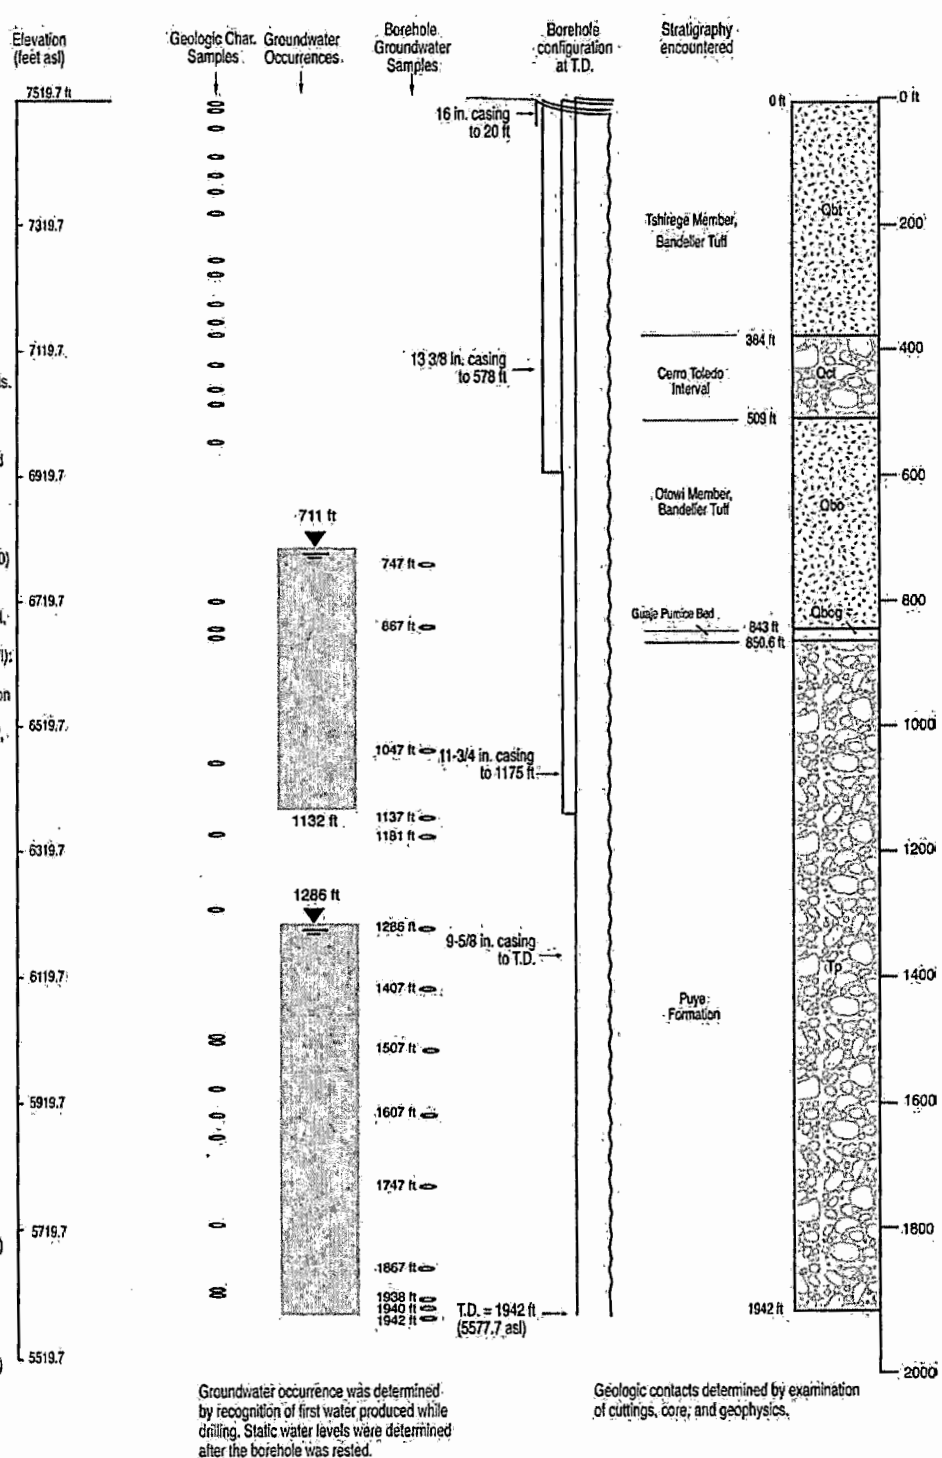 Elevation
(feet asl)
Geologic Char.
Samples
Groundwater
Occurrences
Borehole
Groundwater
Samples
Borehole
configuration
at T.D.
Stratigraphy
encountered
7519.7 ft
7319.7
7119.7
6919.7
6719.7
6519.7
6319.7
6119.7
5919.7
5719.7
5519.7
711 ft
1132 ft
1286 ft
747 ft
867 ft
1047 ft
1137 ft
1181 ft
1286 ft
1407 ft
1507 ft
1607 ft
1747 ft
1867 ft
1938 ft
1940 ft
1942 ft
16 in. casing
to 20 ft
13 3/8 in. casing
to 578 ft
11-3/4 in. casing
to 1175 ft
9-5/8 in. casing
to T.D.
T.D. = 1942 ft
(5577.7 asl)
Tshirege Member,
Bandelier Tuff
Cerro Toledo
Interval
Otowi Member,
Bandelier Tuff
Guaje Pumice Bed
Puye
Formation
0 ft
384 ft
509 ft
843 ft
850.6 ft
1942 ft
Qbt
Qct
Qbo
Qbog
Tp
0 ft
200
400
600
800
1000
1200
1400
1600
1800
2000
Groundwater occurrence was determined
by recognition of first water produced while
drilling. Static water levels were determined
after the borehole was rested.
Geologic contacts determined by examination
of cuttings, core, and geophysics.